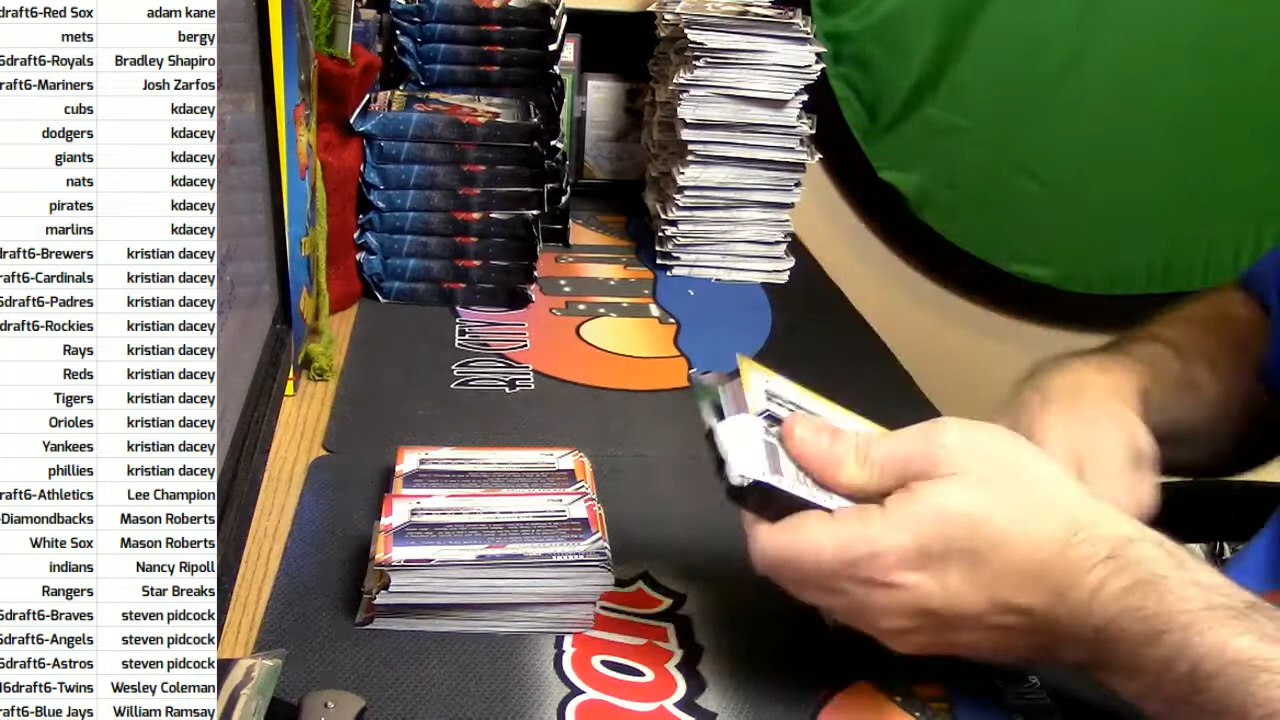 draft6-Red Sox adam kane
mets bergy
6draft6-Royals Bradley Shapiro
raft6-Mariners Josh Zarfos
cubs kdacey
dodgers kdacey
giants kdacey
nats kdacey
pirates kdacey
marlins kdacey
draft6-Brewers kristian dacey
raft6-Cardinals kristian dacey
6draft6-Padres kristian dacey
draft6-Rockies kristian dacey
Rays kristian dacey
Reds kristian dacey
Tigers kristian dacey
Orioles kristian dacey
Yankees kristian dacey
phillies kristian dacey
raft6-Athletics Lee Champion
-Diamondbacks Mason Roberts
White Sox Mason Roberts
indians Nancy Ripoll
Rangers Star Breaks
6draft6-Braves steven pidcock
6draft6-Angels steven pidcock
6draft6-Astros steven pidcock
16draft6-Twins Wesley Coleman
raft6-Blue Jays William Ramsay
RIP CITY